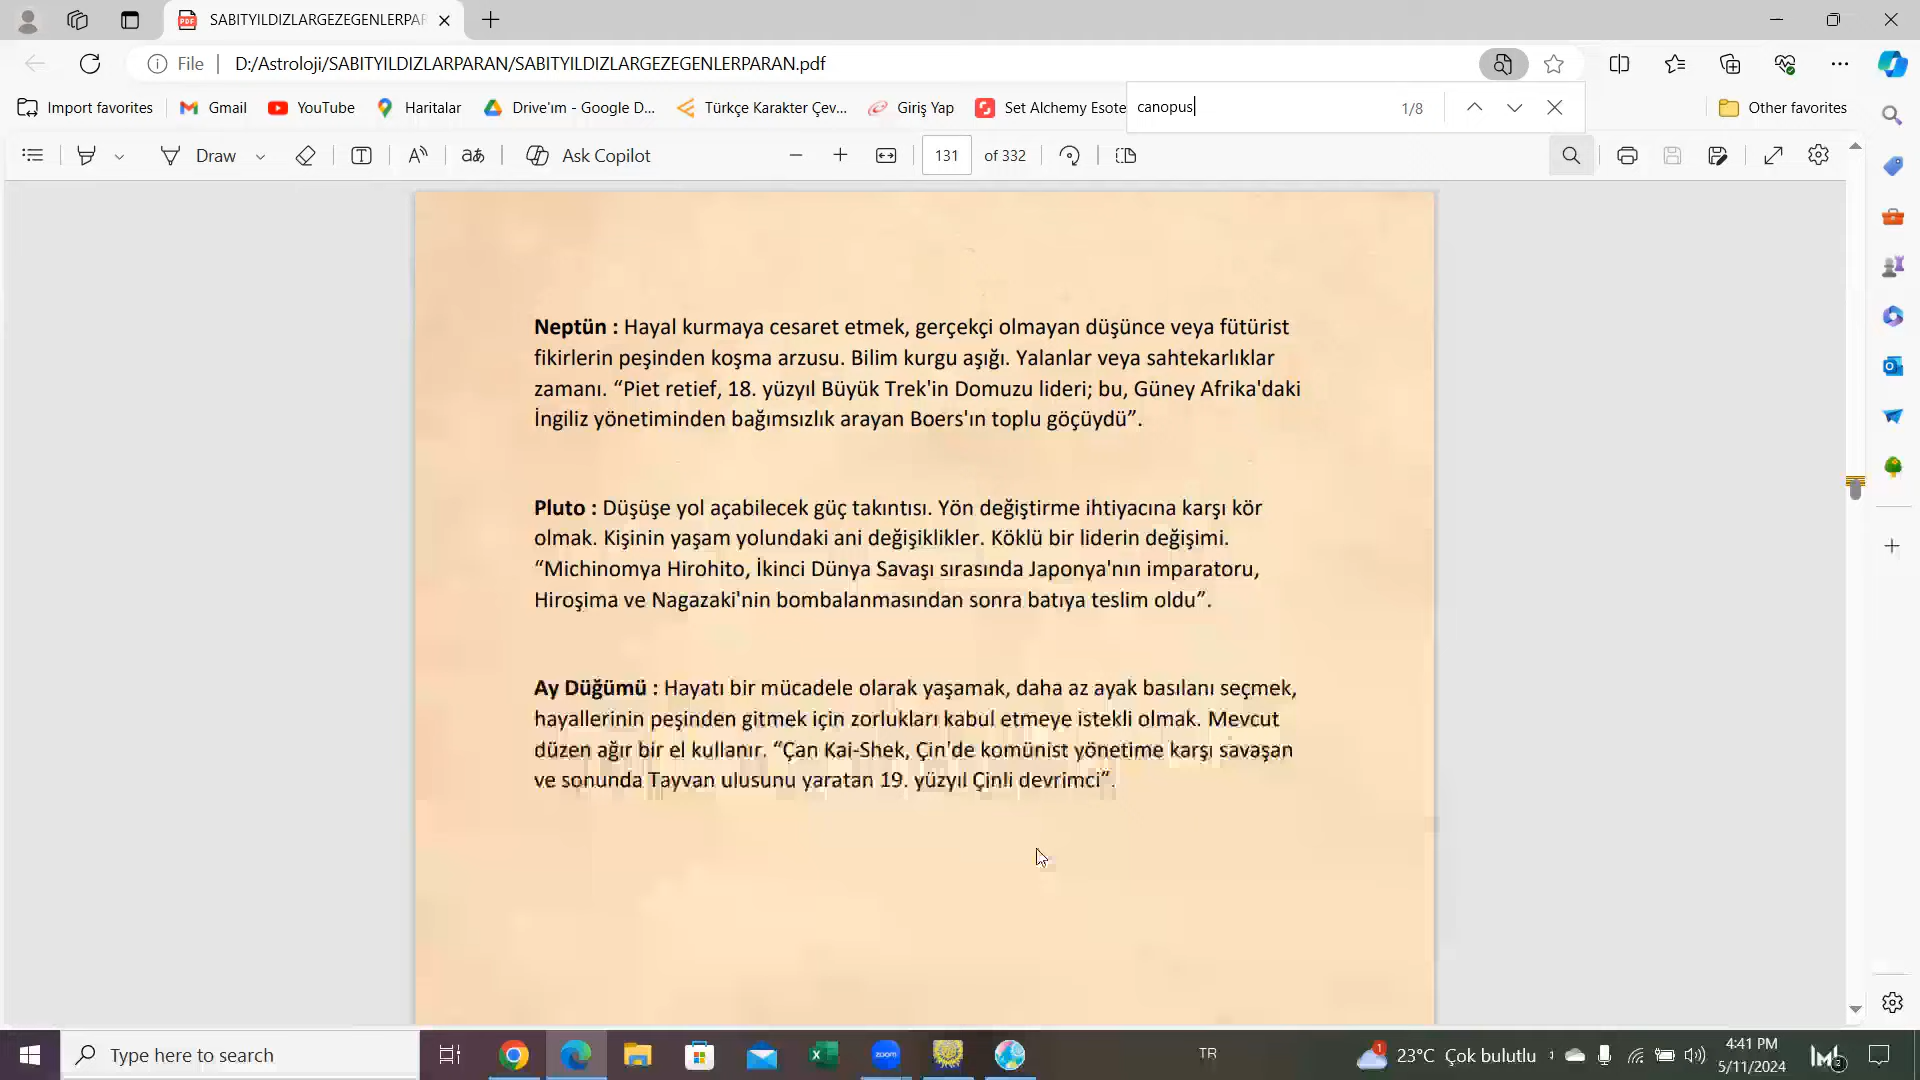 SABITYILDIZLARGEZEGENLERPAR
File
D:/Astroloji/SABITYILDIZLARPARAN/SABITYILDIZLARGEZEGENLERPARAN.pdf
Import favorites
Gmail
YouTube
Haritalar
Drive'ım - Google D...
Türkçe Karakter Çev...
Giriş Yap
Set Alchemy Esote
canopus
1/8
Other favorites
Draw
Ask Copilot
131
of 332
Neptün : Hayal kurmaya cesaret etmek, gerçekçi olmayan düşünce veya fütürist
fikirlerin peşinden koşma arzusu. Bilim kurgu aşığı. Yalanlar veya sahtekarlıklar
zamanı. “Piet retief, 18. yüzyıl Büyük Trek'in Domuzu lideri; bu, Güney Afrika'daki
İngiliz yönetiminden bağımsızlık arayan Boers'ın toplu göçüydü”.
Pluto : Düşüşe yol açabilecek güç takıntısı. Yön değiştirme ihtiyacına karşı kör
olmak. Kişinin yaşam yolundaki ani değişiklikler. Köklü bir liderin değişimi.
“Michinomya Hirohito, İkinci Dünya Savaşı sırasında Japonya'nın imparatoru,
Hiroşima ve Nagazaki'nin bombalanmasından sonra batıya teslim oldu”.
Ay Düğümü : Hayatı bir mücadele olarak yaşamak, daha az ayak basılanı seçmek,
hayallerinin peşinden gitmek için zorlukları kabul etmeye istekli olmak. Mevcut
düzen ağır bir el kullanır. “Çan Kai-Shek, Çin'de komünist yönetime karşı savaşan
ve sonunda Tayvan ulusunu yaratan 19. yüzyıl Çinli devrimci”.
Type here to search
zoom
TR
1
23°C Çok bulutlu
4:41 PM
5/11/2024